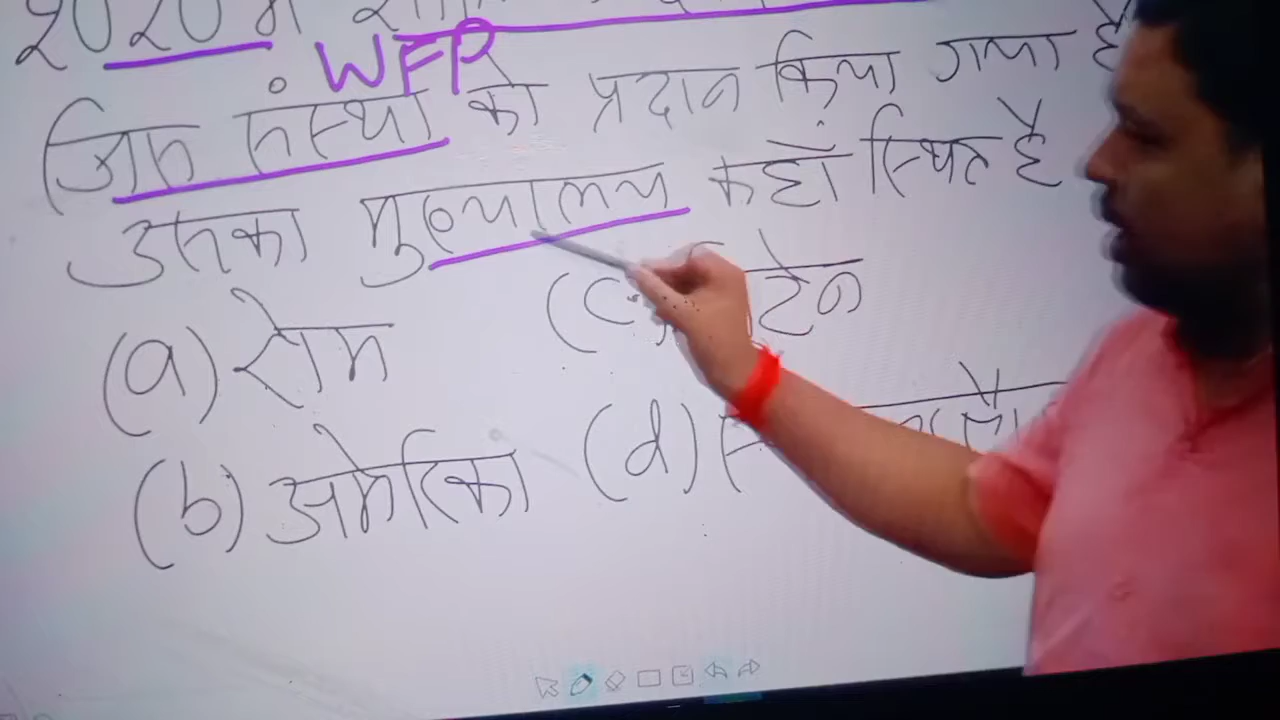 2020 में
WFP
जिस संस्था को प्रदान किया गया है
उसका मुख्यालय कहाँ स्थित है
(a) रोम
(b) अमेरिका
(d)